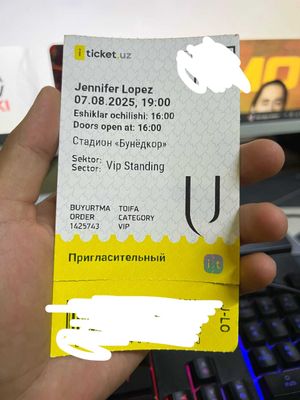 iticket.uz
Jennifer Lopez
07.08.2025, 19:00
Eshiklar ochilishi: 16:00
Doors open at: 16:00
Стадион «Бунёдкор»
Sektor:
Sector: Vip Standing
BUYURTMA TOIFA
ORDER CATEGORY
1425743 VIP
Пригласительный
it